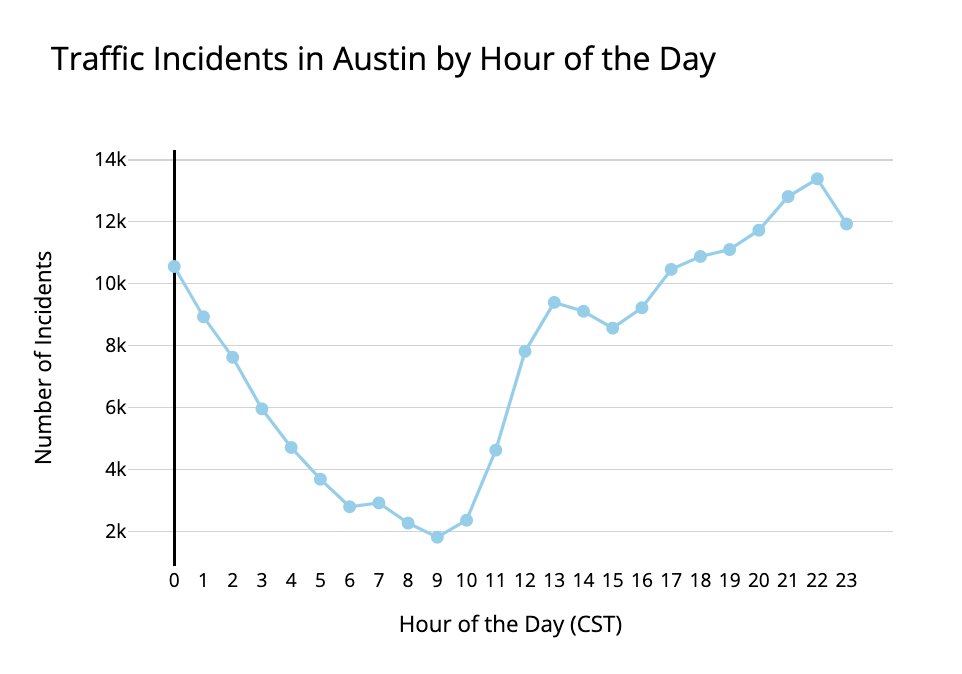 Traffic Incidents in Austin by Hour of the Day
Number of Incidents
14k
12k
10k
8k
6k
4k
2k
0 1 2 3 4 5 6 7 8 9 10 11 12 13 14 15 16 17 18 19 20 21 22 23
Hour of the Day (CST)